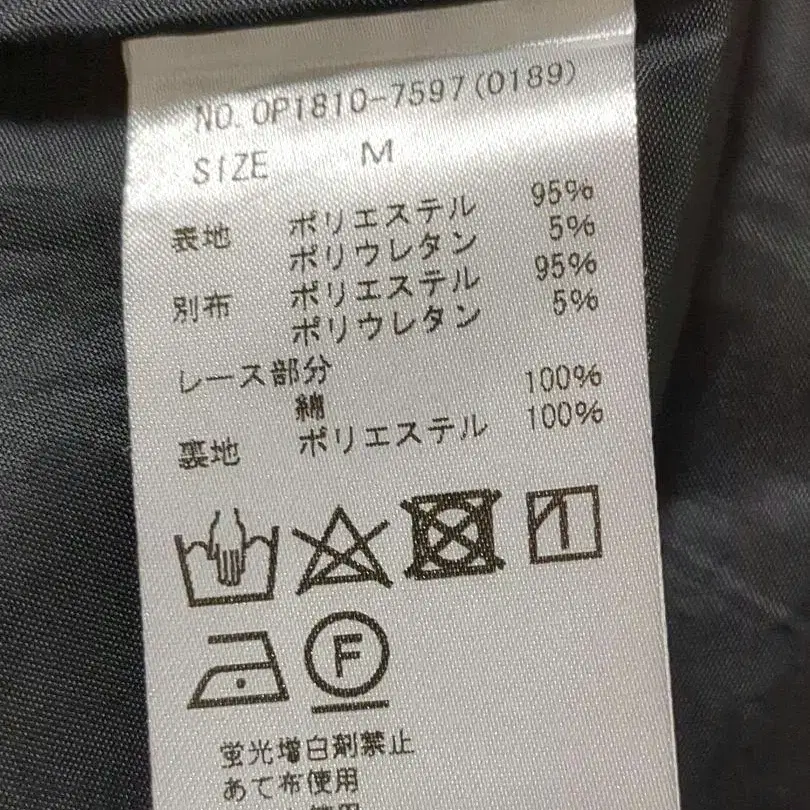 NO. OP1810-7597(0189)
SIZE M
表地 ポリエステル 95%
ポリウレタン 5%
別布 ポリエステル 95%
ポリウレタン 5%
レース部分
綿 100%
裏地 ポリエステル 100%
F
蛍光増白剤禁止
あて布使用
使用